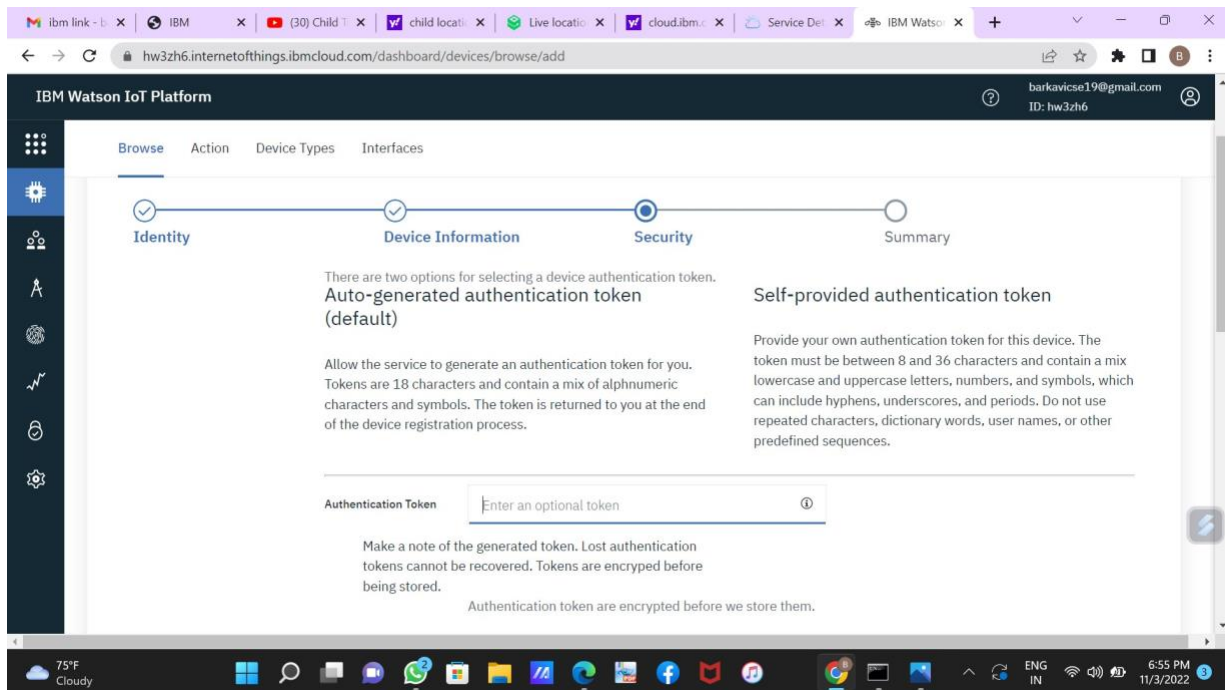 ibm link - b
IBM
(30) Child T
child locati
Live locatio
cloud.ibm.c
Service Det
IBM Watson
hw3zh6.internetofthings.ibmcloud.com/dashboard/devices/browse/add
B
IBM Watson IoT Platform
barkavicse19@gmail.com
ID: hw3zh6
Browse Action Device Types Interfaces
Identity Device Information Security Summary
There are two options for selecting a device authentication token.
Auto-generated authentication token
(default)
Allow the service to generate an authentication token for you.
Tokens are 18 characters and contain a mix of alphnumeric
characters and symbols. The token is returned to you at the end
of the device registration process.
Self-provided authentication token
Provide your own authentication token for this device. The
token must be between 8 and 36 characters and contain a mix
lowercase and uppercase letters, numbers, and symbols, which
can include hyphens, underscores, and periods. Do not use
repeated characters, dictionary words, user names, or other
predefined sequences.
Authentication Token
Enter an optional token
Make a note of the generated token. Lost authentication
tokens cannot be recovered. Tokens are encryped before
being stored.
Authentication token are encrypted before we store them.
75°F
Cloudy
2
B
ENG
IN
6:55 PM
11/3/2022
3